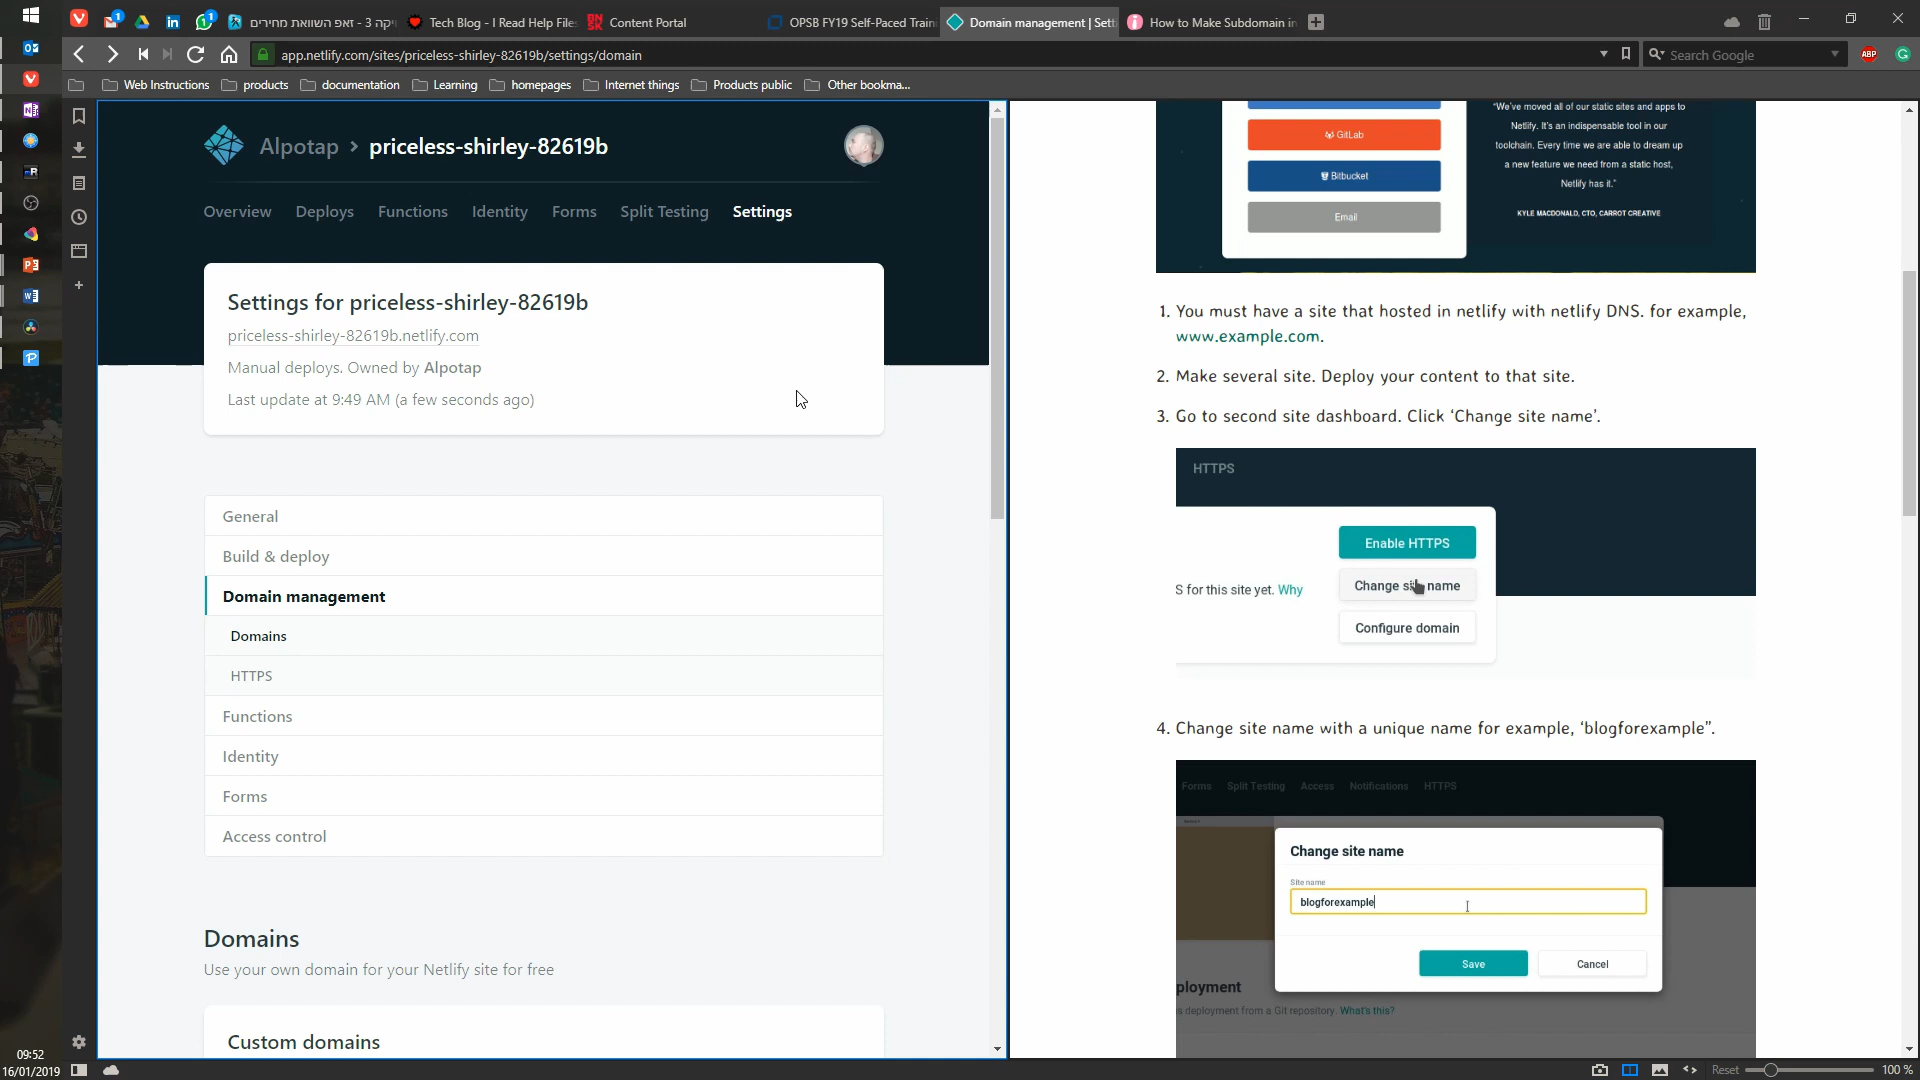 1
1
זאפ השוואת מחירים - 3 ויקה
Tech Blog - I Read Help Files
BN
SK
Content Portal
OPSB FY19 Self-Paced Traini
Domain management | Sett
How to Make Subdomain in
app.netlify.com/sites/priceless-shirley-82619b/settings/domain
Search Google
ABP
Web Instructions
products
documentation
Learning
homepages
Internet things
Products public
Other bookma...
Alpotap > priceless-shirley-82619b
Overview
Deploys
Functions
Identity
Forms
Split Testing
Settings
Settings for priceless-shirley-82619b
priceless-shirley-82619b.netlify.com
Manual deploys. Owned by Alpotap
Last update at 9:49 AM (a few seconds ago)
General
Build & deploy
Domain management
Domains
HTTPS
Functions
Identity
Forms
Access control
Domains
Use your own domain for your Netlify site for free
Custom domains
GitLab
Bitbucket
Email
"We've moved all of our static sites and apps to
Netlify. It's an indispensable tool in our
toolchain. Every time we are able to dream up
a new feature we need from a static host,
Netlify has it."
KYLE MACDONALD, CTO, CARROT CREATIVE
1. You must have a site that hosted in netlify with netlify DNS. for example,
www.example.com.
2. Make several site. Deploy your content to that site.
3. Go to second site dashboard. Click ‘Change site name’.
HTTPS
Enable HTTPS
S for this site yet. Why
Change site name
Configure domain
4. Change site name with a unique name for example, ‘blogforexample”.
Forms
Split Testing
Access
Notifications
HTTPS
Change site name
Site name
blogforexample
Save
Cancel
ployment
s deployment from a Git repository. What's this?
09:52
16/01/2019
Reset
100 %